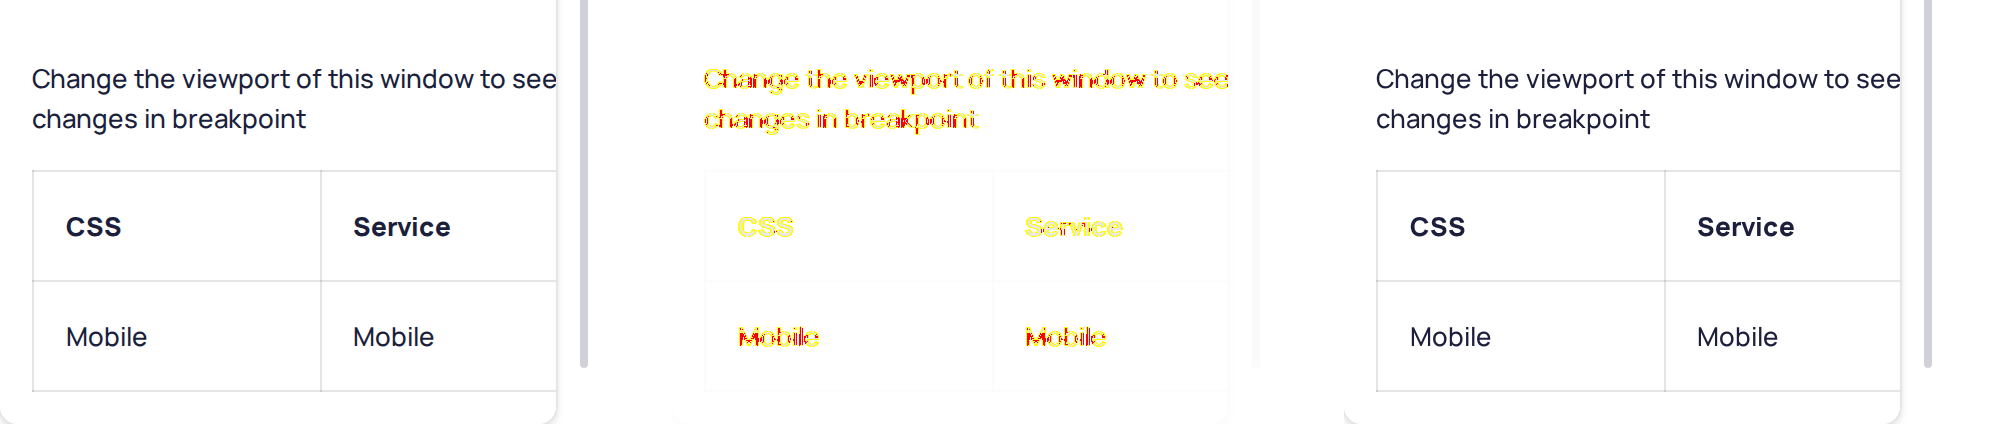 Change the viewport of this window to see
changes in breakpoint
CSS Service
Mobile Mobile
Change the viewport of this window to see
changes in breakpoint
CSS Service
Mobile Mobile
Change the viewport of this window to see
changes in breakpoint
CSS Service
Mobile Mobile